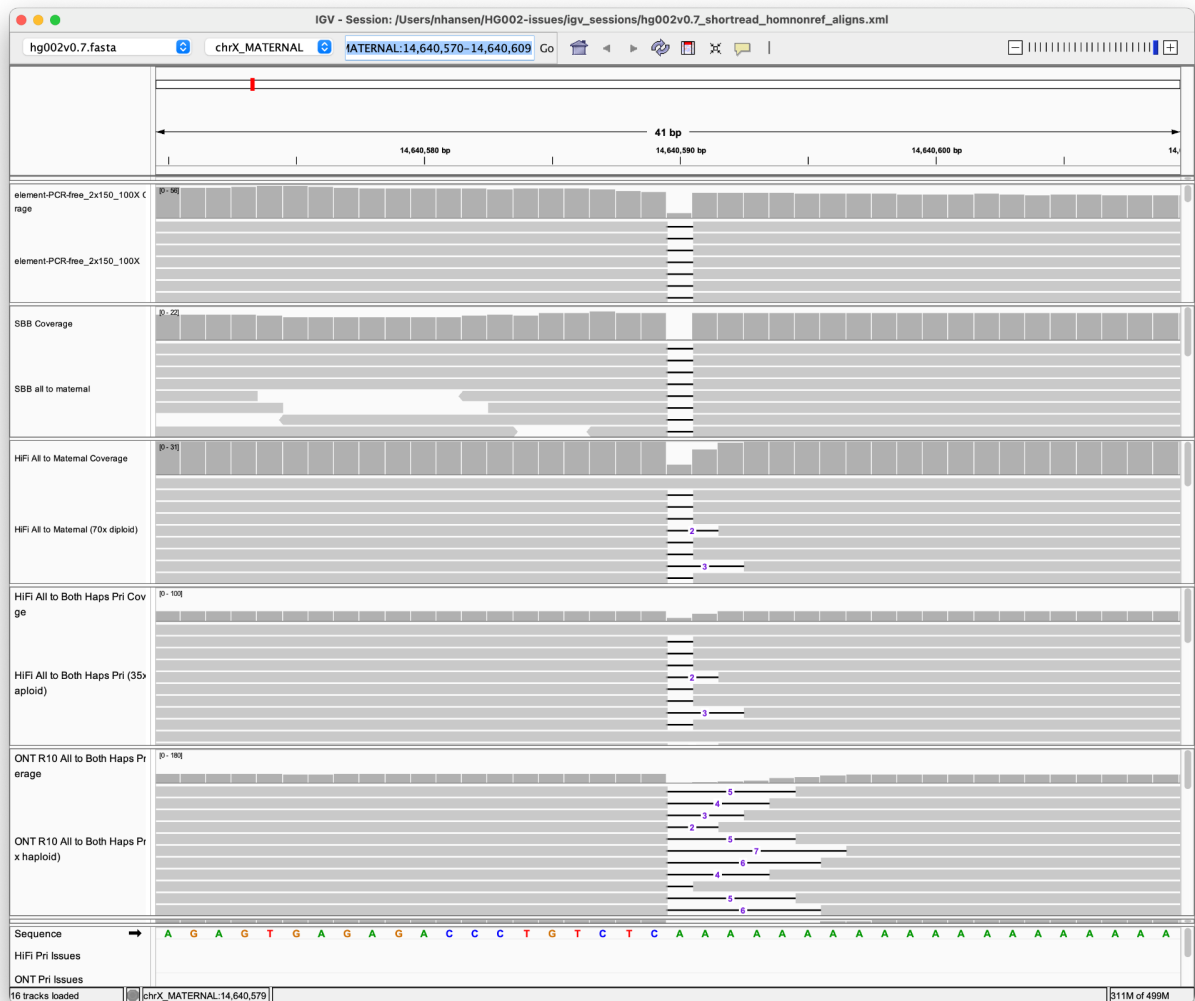 IGV - Session: /Users/nhansen/HG002-issues/igv_sessions/hg002v0.7_shortread_homnonref_aligns.xml
hg002v0.7.fasta chrX_MATERNAL MATERNAL:14,640,570-14,640,609 Go
41 bp
14,640,580 bp 14,640,590 bp 14,640,600 bp 14,
element-PCR-free_2x150_100X C
rage
[0 - 56]
element-PCR-free_2x150_100X
[0 - 22]
SBB Coverage
SBB all to maternal
[0 - 31]
HiFi All to Maternal Coverage
HiFi All to Maternal (70x diploid)
2
3
[0 - 100]
HiFi All to Both Haps Pri Cov
ge
HiFi All to Both Haps Pri (35x
aploid)
2
3
[0 - 180]
ONT R10 All to Both Haps Pr
erage
5
4
3
2
ONT R10 All to Both Haps Pr
x haploid)
5
7
6
4
5
6
Sequence A G A G T G A G A G A C C C T G T C T C A A A A A A A A A A A A A A A A A A A A
HiFi Pri Issues
ONT Pri Issues
16 tracks loaded chrX_MATERNAL:14,640,579 311M of 499M